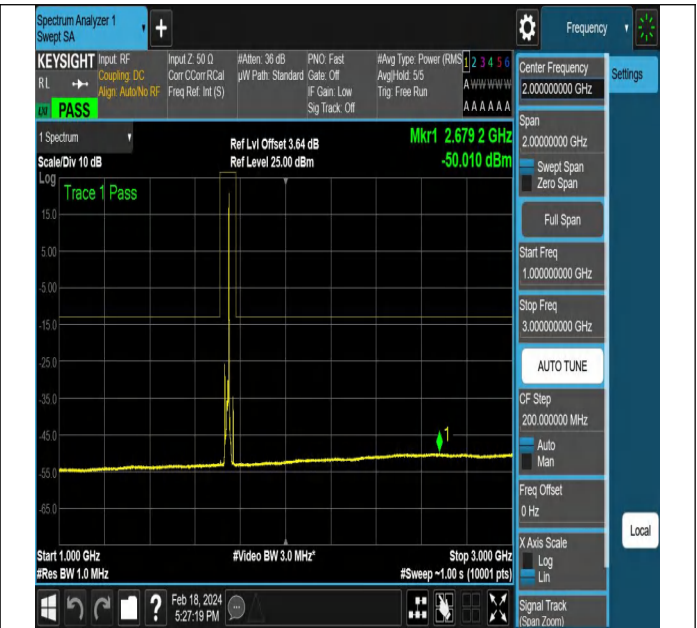 Spectrum Analyzer 1
Swept SA
Frequency
KEYSIGHT
RL
LXI
PASS
Input: RF
Coupling: DC
Align: Auto/No RF
Input Z: 50 Ω
Corr CCorr RCal
Freq Ref: Int (S)
#Atten: 36 dB
µW Path: Standard
PNO: Fast
Gate: Off
IF Gain: Low
Sig Track: Off
#Avg Type: Power (RMS
Avg|Hold: 5/5
Trig: Free Run
1 2 3 4 5 6
A W W W W W
A A A A A A
1 Spectrum
Scale/Div 10 dB
Log
Ref Lvl Offset 3.64 dB
Ref Level 25.00 dBm
Mkr1 2.679 2 GHz
-50.010 dBm
Trace 1 Pass
15.0
5.00
-5.00
-15.0
-25.0
-35.0
-45.0
-55.0
-65.0
1
Start 1.000 GHz
#Res BW 1.0 MHz
#Video BW 3.0 MHz*
Stop 3.000 GHz
#Sweep ~1.00 s (10001 pts)
Feb 18, 2024
5:27:19 PM
Center Frequency
2.000000000 GHz
Settings
Span
2.00000000 GHz
Swept Span
Zero Span
Full Span
Start Freq
1.000000000 GHz
Stop Freq
3.000000000 GHz
AUTO TUNE
CF Step
200.000000 MHz
Auto
Man
Freq Offset
0 Hz
Local
X Axis Scale
Log
Lin
Signal Track
(Span Zoom)